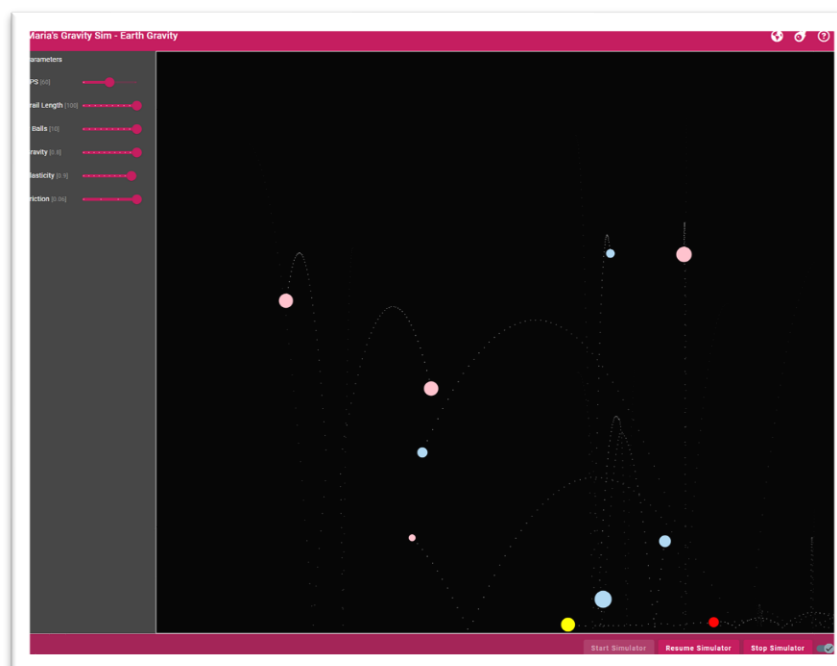 Maria's Gravity Sim - Earth Gravity
arameters
PS [60]
rail Length [100]
Balls [10]
ravity [0.8]
lasticity [0.9]
riction [0.06]
Start Simulator Resume Simulator Stop Simulator